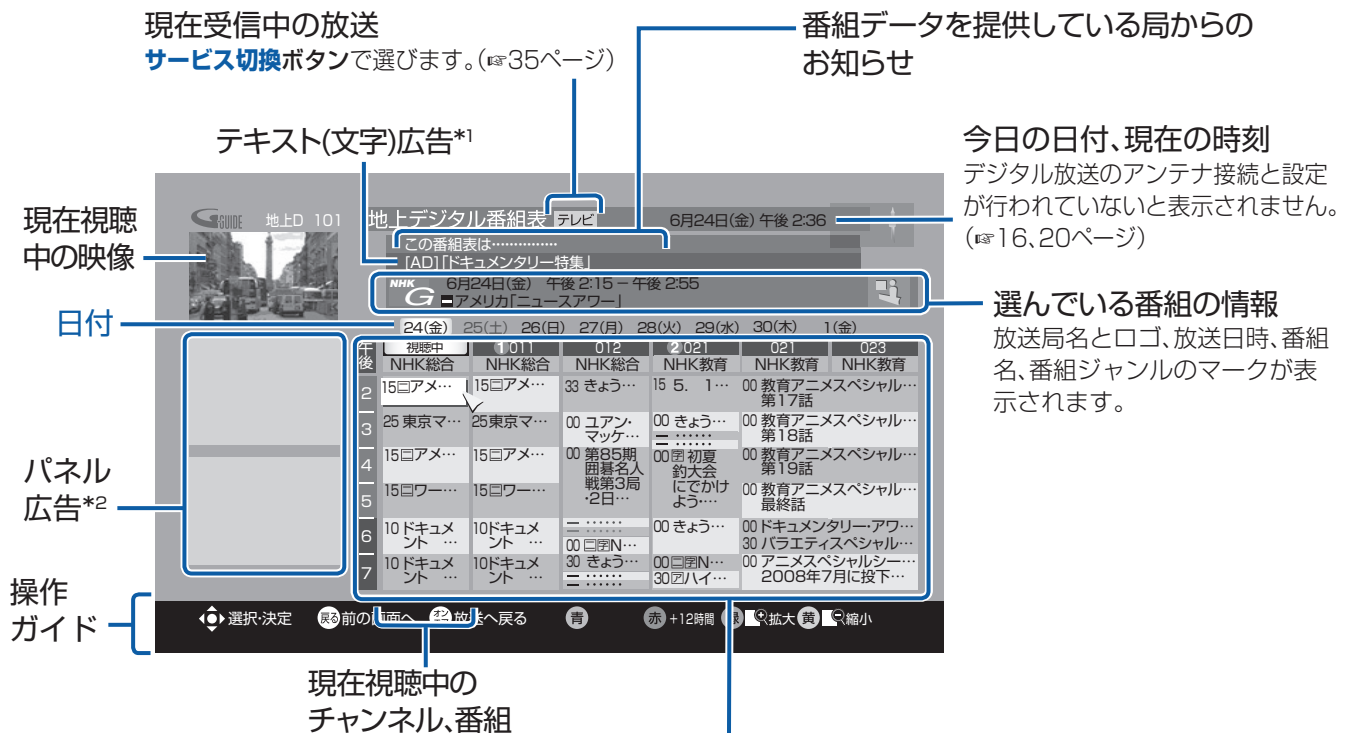 現在受信中の放送
サービス切換ボタンで選びます。(☞35ページ)
番組データを提供している局からの
お知らせ
テキスト(文字)広告*1
今日の日付、現在の時刻
デジタル放送のアンテナ接続と設定
が行われていないと表示されません。
(☞16、20ページ)
現在視聴
中の映像
GGUIDE 地上D 101 地上デジタル番組表 テレビ 6月24日(金) 午後 2:36
この番組表は……………
[AD]「ドキュメンタリー特集」
NHK G 6月24日(金) 午後 2:15 – 午後 2:55
アメリカ「ニュースアワー」
選んでいる番組の情報
放送局名とロゴ、放送日時、番組
名、番組ジャンルのマークが表
示されます。
日付
24(金) 25(土) 26(日) 27(月) 28(火) 29(水) 30(木) 1(金)
午後 視聴中 1 011 012 2 021 021 023
NHK総合 NHK総合 NHK総合 NHK教育 NHK教育 NHK教育
2 15㊁アメ… 15㊁アメ… 33 きょう… 15 5. 1… 00 教育アニメスペシャル…
第17話
3 25 東京マ… 25東京マ… 00 ユアン・マッケ… 00 きょう… 00 教育アニメスペシャル…
第18話
4 15㊁アメ… 15㊁アメ… 00 第85期囲碁名人戦第3局・2日… 00字初夏釣大会にでかけよう…. 00 教育アニメスペシャル…
第19話
5 15㊁ワー… 15㊁ワー… 00 教育アニメスペシャル…
最終話
6 10 ドキュメント … 10ドキュメント … 00 ㊁字N… 00 きょう… 00 ドキュメンタリー・アワ…
30 バラエティスペシャル…
7 10 ドキュメント … 10ドキュメント … 30 きょう… 00㊁字N… 00 アニメスペシャルシー…
30ア ハイ… 2008年7月に投下…
パネル
広告*2
操作
ガイド
選択・決定 戻る 前の画面へ 放送へ戻る 青 赤 +12時間 緑 拡大 黄 縮小
現在視聴中の
チャンネル、番組